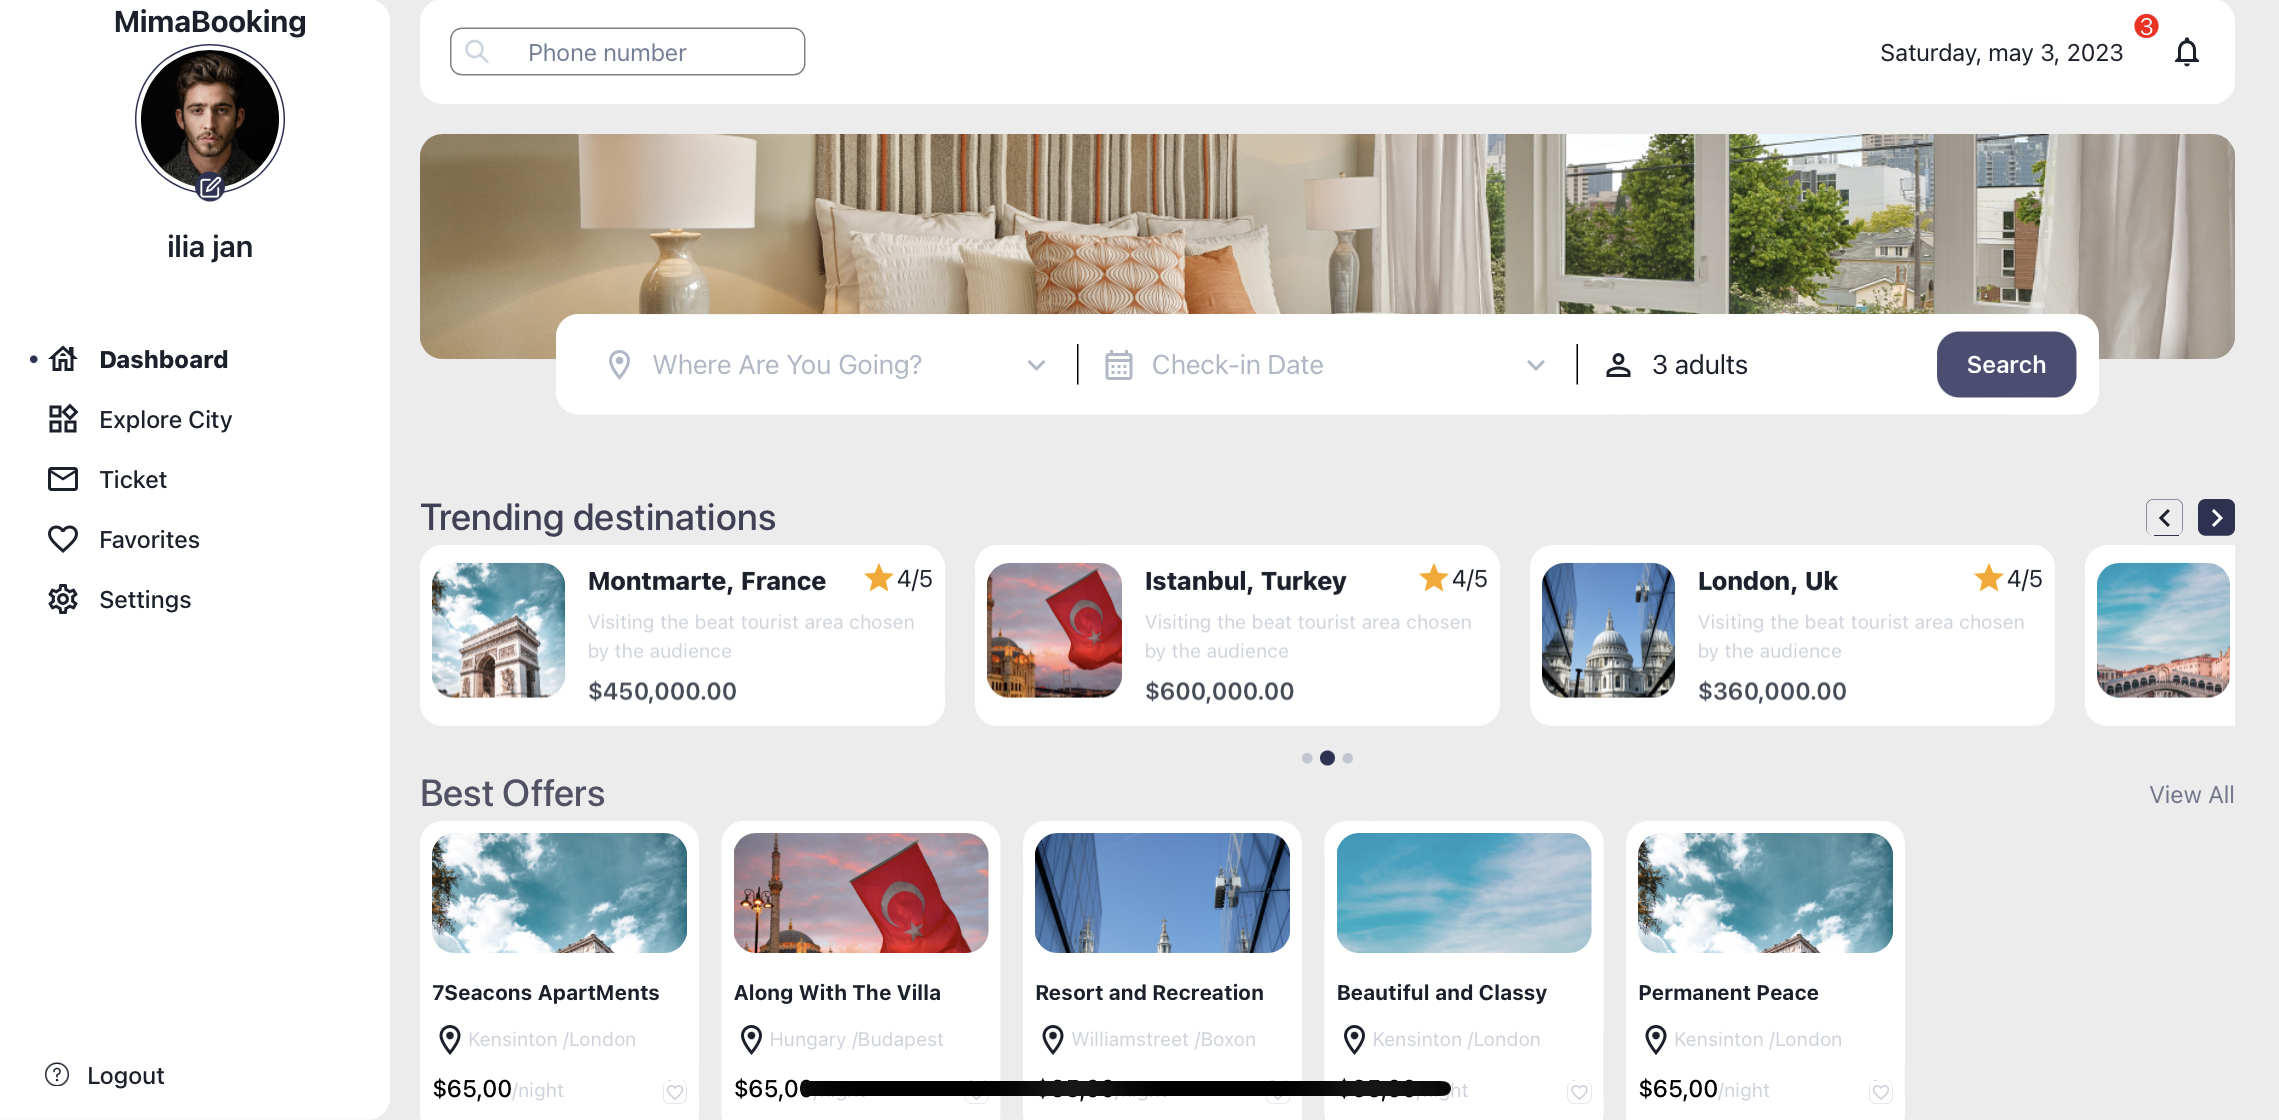 MimaBooking
ilia jan
Dashboard
Explore City
Ticket
Favorites
Settings
Logout
Phone number
Saturday, may 3, 2023
3
Where Are You Going?
Check-in Date
3 adults
Search
Trending destinations
Montmarte, France
4/5
Visiting the beat tourist area chosen
by the audience
$450,000.00
Istanbul, Turkey
4/5
Visiting the beat tourist area chosen
by the audience
$600,000.00
London, Uk
4/5
Visiting the beat tourist area chosen
by the audience
$360,000.00
Best Offers
View All
7Seacons ApartMents
Kensinton /London
$65,00/night
Along With The Villa
Hungary /Budapest
$65,00
Resort and Recreation
Williamstreet /Boxon
Beautiful and Classy
Kensinton /London
Permanent Peace
Kensinton /London
$65,00/night